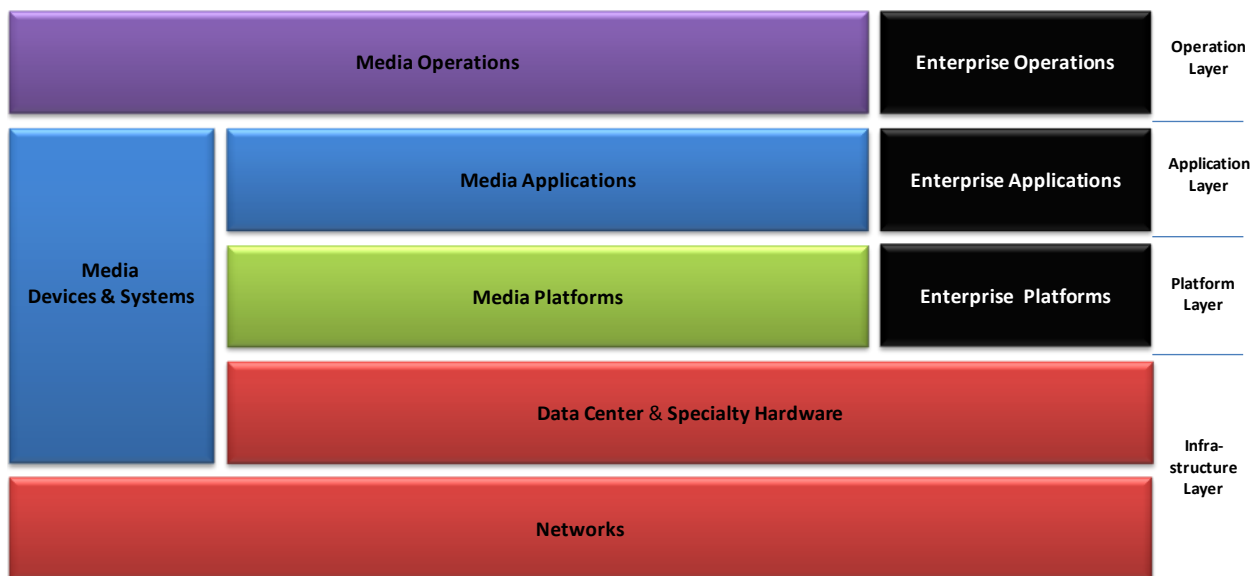 Media Operations
Enterprise Operations
Operation
Layer
Media Applications
Enterprise Applications
Application
Layer
Media
Devices & Systems
Media Platforms
Enterprise Platforms
Platform
Layer
Data Center & Specialty Hardware
Infra-
structure
Layer
Networks